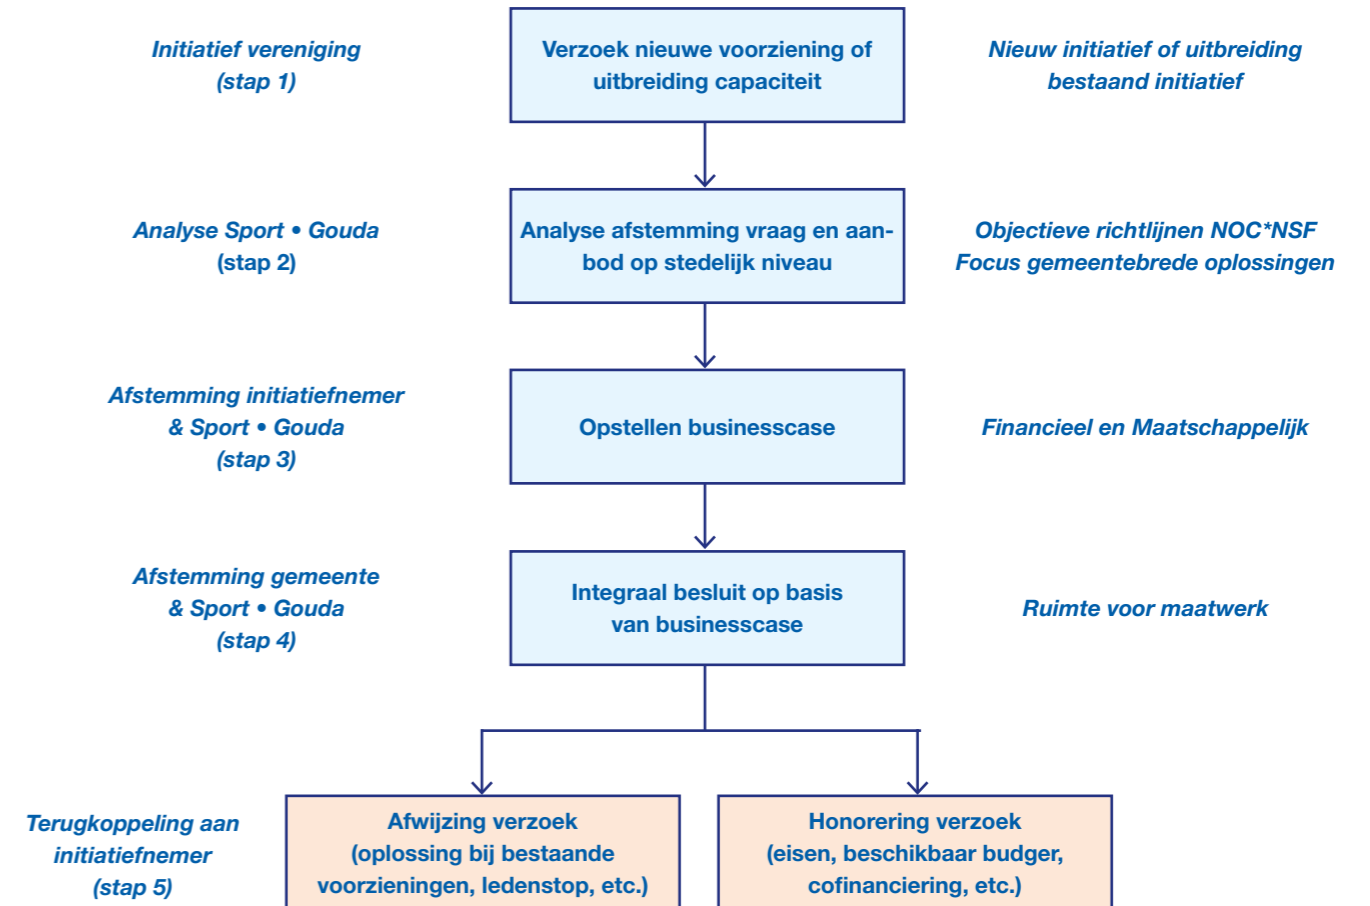 Initiatief vereniging
(stap 1)
Verzoek nieuwe voorziening of
uitbreiding capaciteit
Nieuw initiatief of uitbreiding
bestaand initiatief
Analyse Sport • Gouda
(stap 2)
Analyse afstemming vraag en aan-
bod op stedelijk niveau
Objectieve richtlijnen NOC*NSF
Focus gemeentebrede oplossingen
Afstemming initiatiefnemer
& Sport • Gouda
(stap 3)
Opstellen businesscase
Financieel en Maatschappelijk
Afstemming gemeente
& Sport • Gouda
(stap 4)
Integraal besluit op basis
van businesscase
Ruimte voor maatwerk
Terugkoppeling aan
initiatiefnemer
(stap 5)
Afwijzing verzoek
(oplossing bij bestaande
voorzieningen, ledenstop, etc.)
Honorering verzoek
(eisen, beschikbaar budger,
cofinanciering, etc.)